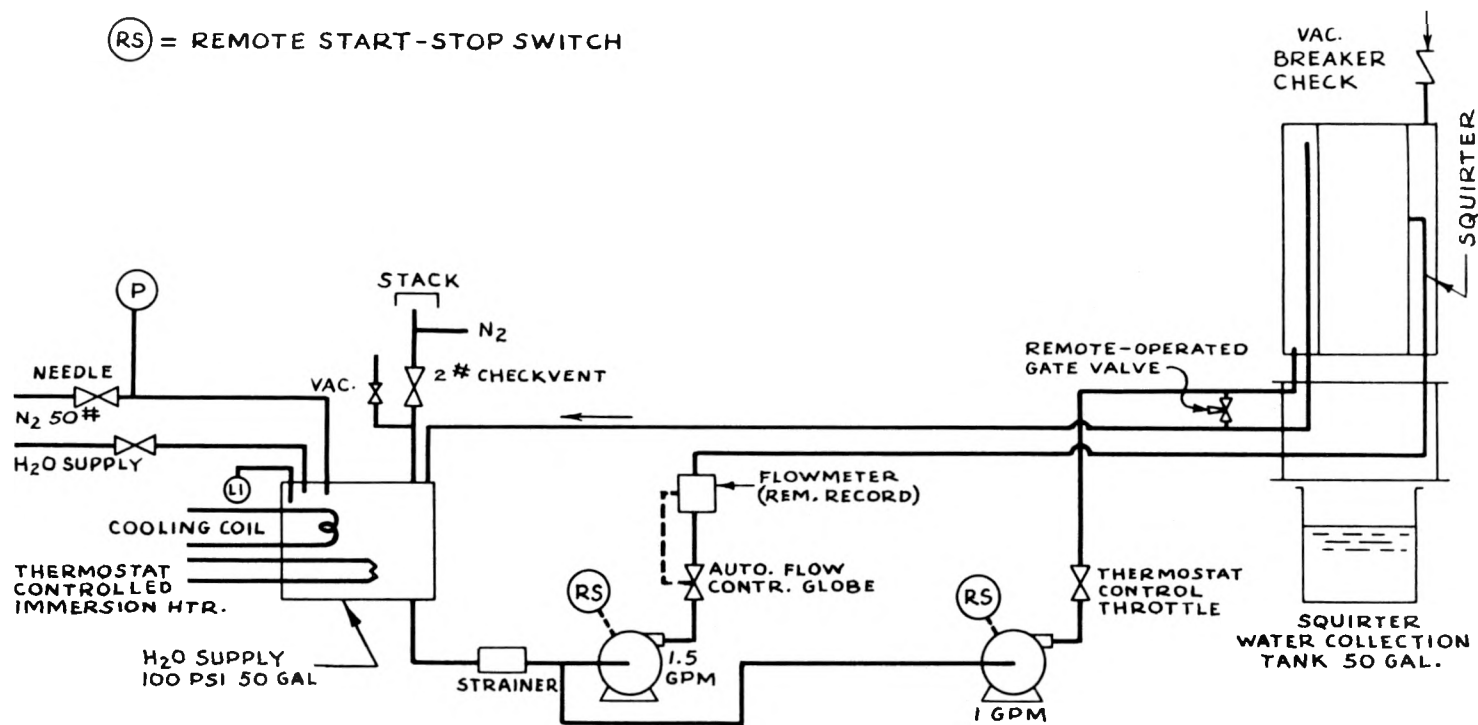 RS = REMOTE START-STOP SWITCH
VAC.
BREAKER
CHECK
SQUIRTER
P
STACK
N2
NEEDLE
VAC.
2 # CHECKVENT
REMOTE-OPERATED
GATE VALVE
N2 50#
H2O SUPPLY
LI
FLOWMETER
(REM. RECORD)
COOLING COIL
THERMOSTAT
CONTROLLED
IMMERSION HTR.
RS
AUTO. FLOW
CONTR. GLOBE
RS
THERMOSTAT
CONTROL
THROTTLE
SQUIRTER
WATER COLLECTION
TANK 50 GAL.
H2O SUPPLY
100 PSI 50 GAL
STRAINER
1.5
GPM
1 GPM